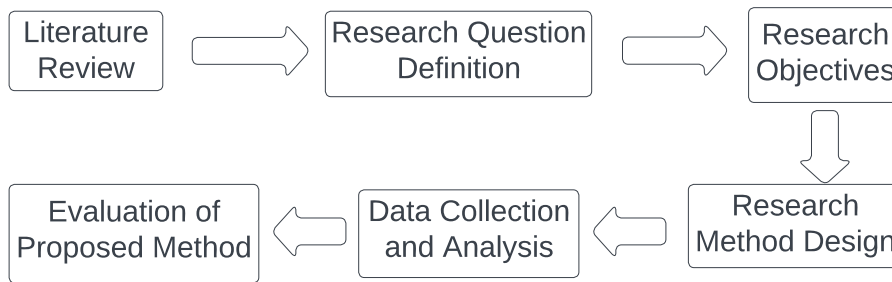 Literature
Review
Research Question
Definition
Research
Objectives
Research
Method Design
Data Collection
and Analysis
Evaluation of
Proposed Method